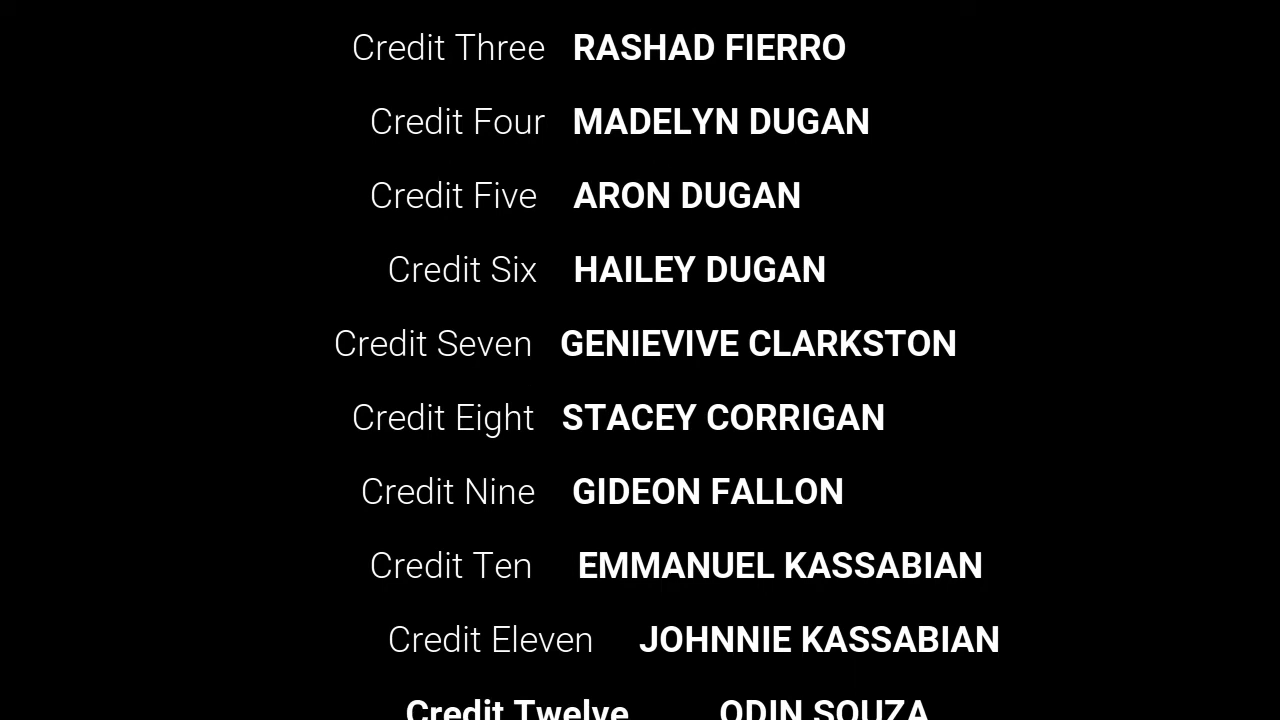 Credit Three RASHAD FIERRO
Credit Four MADELYN DUGAN
Credit Five ARON DUGAN
Credit Six HAILEY DUGAN
Credit Seven GENIEVIVE CLARKSTON
Credit Eight STACEY CORRIGAN
Credit Nine GIDEON FALLON
Credit Ten EMMANUEL KASSABIAN
Credit Eleven JOHNNIE KASSABIAN
Credit Twelve ODIN SOUZA